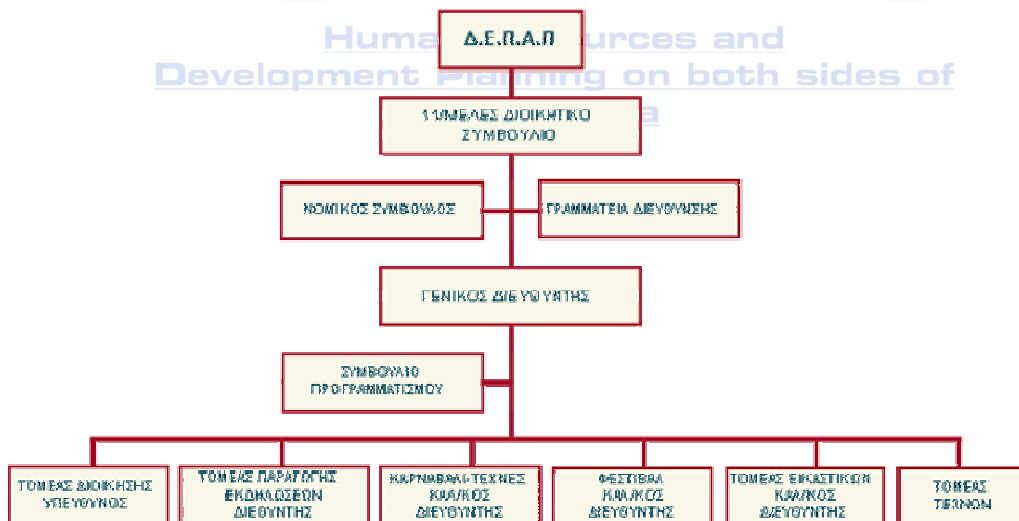 Δ.Ε.Π.Α.Π
Human urces and
Development Planning on both sides of
a
11ΜΕΛΕΣ ΔΙΟΙΚΗΤΙΚΟ
ΣΥΜΒΟΥΛΙΟ
ΝΟΜΙΚΟΣ ΣΥΜΒΟΥΛΟΣ
ΓΡΑΜΜΑΤΕΙΑ ΔΙΕΥΘΥΝΣΗΣ
ΓΕΝΙΚΟΣ ΔΙΕΥΘΥΝΤΗΣ
ΣΥΜΒΟΥΛΙΟ
ΠΡΟΓΡΑΜΜΑΤΙΣΜΟΥ
ΤΟΜΕΑΣ ΔΙΟΙΚΗΣΗΣ
ΥΠΕΥΘΥΝΟΣ
ΤΟΜΕΑΣ ΠΑΡΑΓΩΓΗΣ
ΕΚΔΗΛΩΣΕΩΝ
ΔΙΕΥΘΥΝΤΗΣ
ΚΑΡΝΑΒΑΛΙ-ΤΕΧΝΕΣ
ΚΑΛ/ΚΟΣ
ΔΙΕΥΘΥΝΤΗΣ
ΦΕΣΤΙΒΑΛ
ΚΑΛ/ΚΟΣ
ΔΙΕΥΘΥΝΤΗΣ
ΤΟΜΕΑΣ ΕΙΚΑΣΤΙΚΩΝ
ΚΑΛ/ΚΟΣ
ΔΙΕΥΘΥΝΤΗΣ
ΤΟΜΕΑΣ
ΤΕΧΝΩΝ